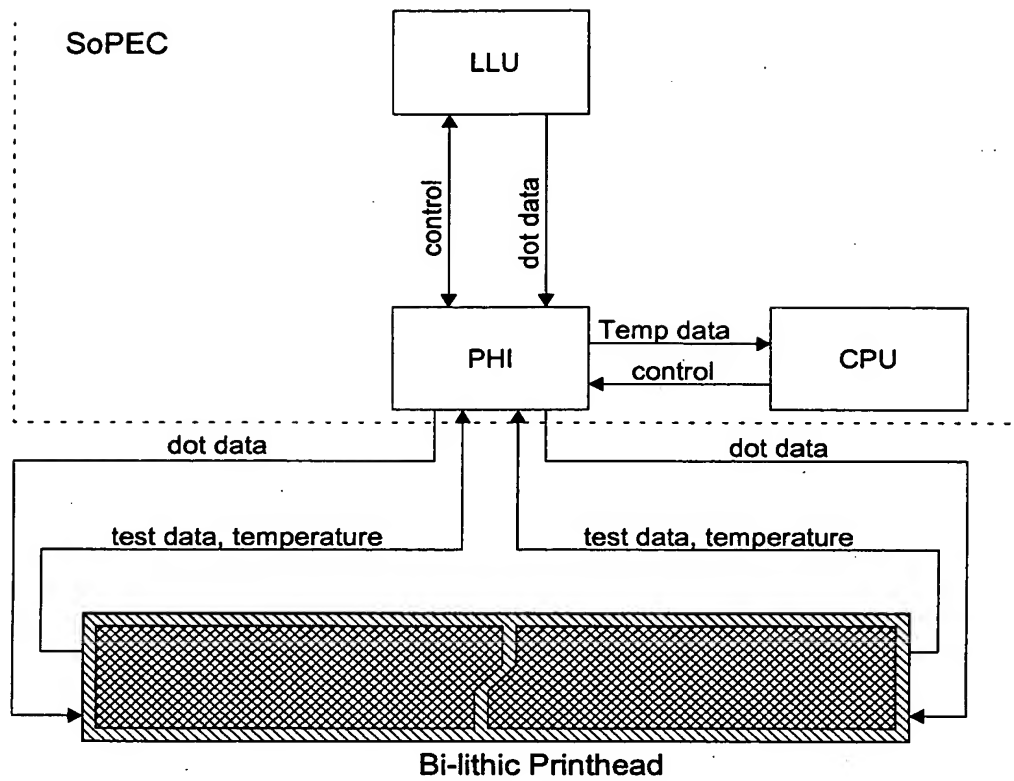 SoPEC
LLU
control
dot data
PHI
Temp data
control
CPU
dot data
dot data
test data, temperature
test data, temperature
Bi-lithic Printhead